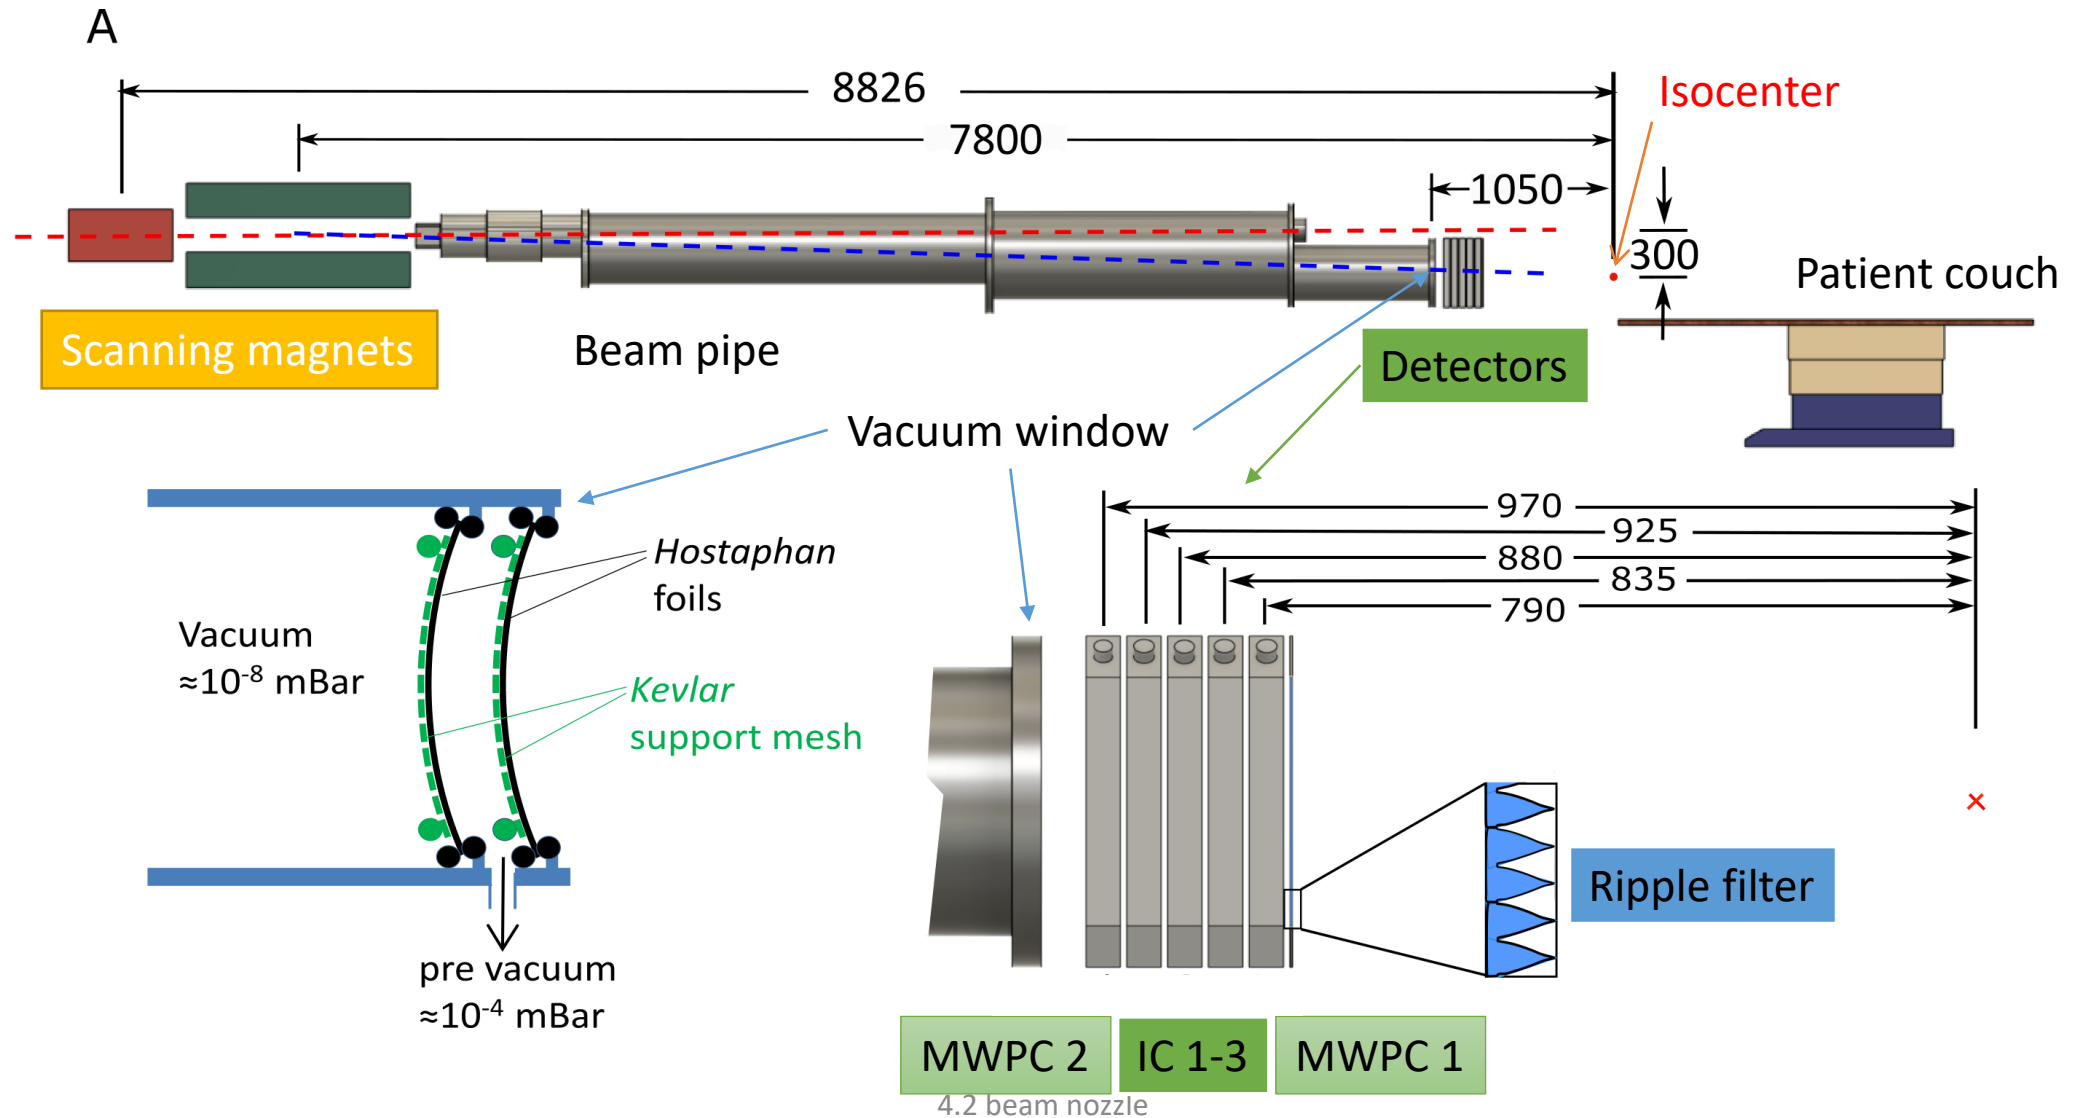 A
8826
Isocenter
7800
1050
300
Patient couch
Scanning magnets
Beam pipe
Detectors
Vacuum window
970
925
880
835
790
Hostaphan
foils
Vacuum
≈10⁻⁸ mBar
Kevlar
support mesh
Ripple filter
pre vacuum
≈10⁻⁴ mBar
MWPC 2
IC 1-3
MWPC 1
4.2 beam nozzle